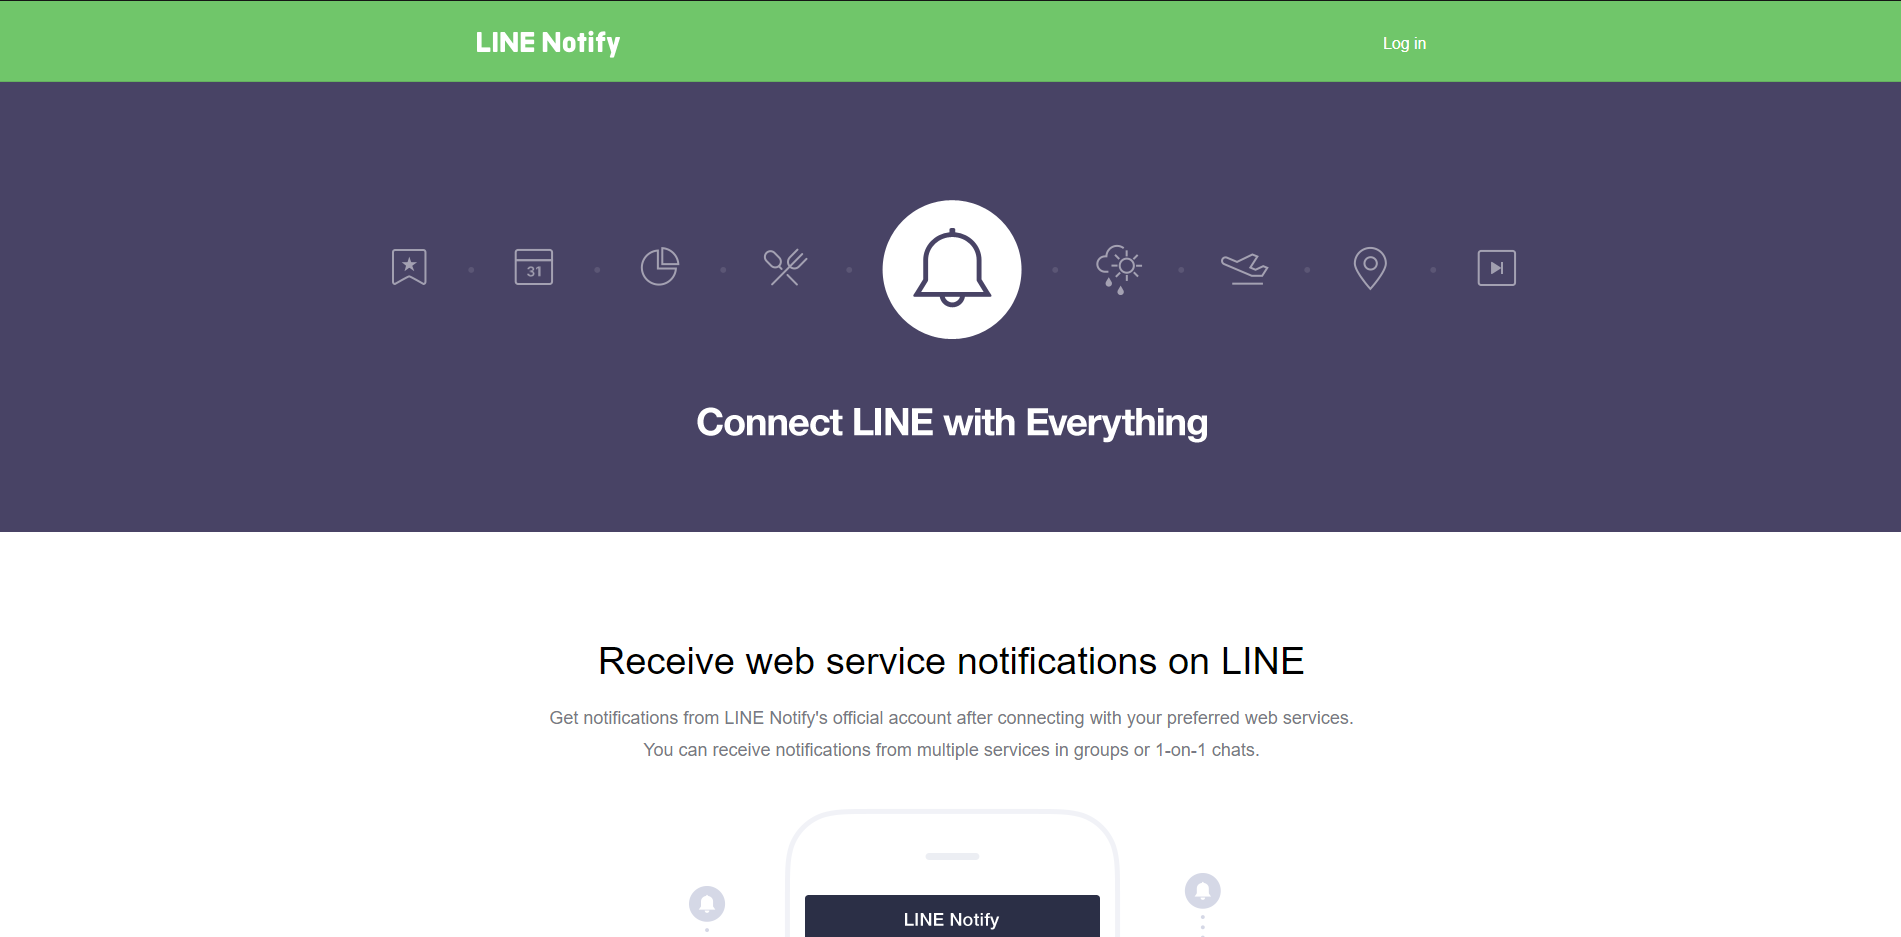 LINE Notify
Log in
31
Connect LINE with Everything
Receive web service notifications on LINE
Get notifications from LINE Notify's official account after connecting with your preferred web services.
You can receive notifications from multiple services in groups or 1-on-1 chats.
LINE Notify